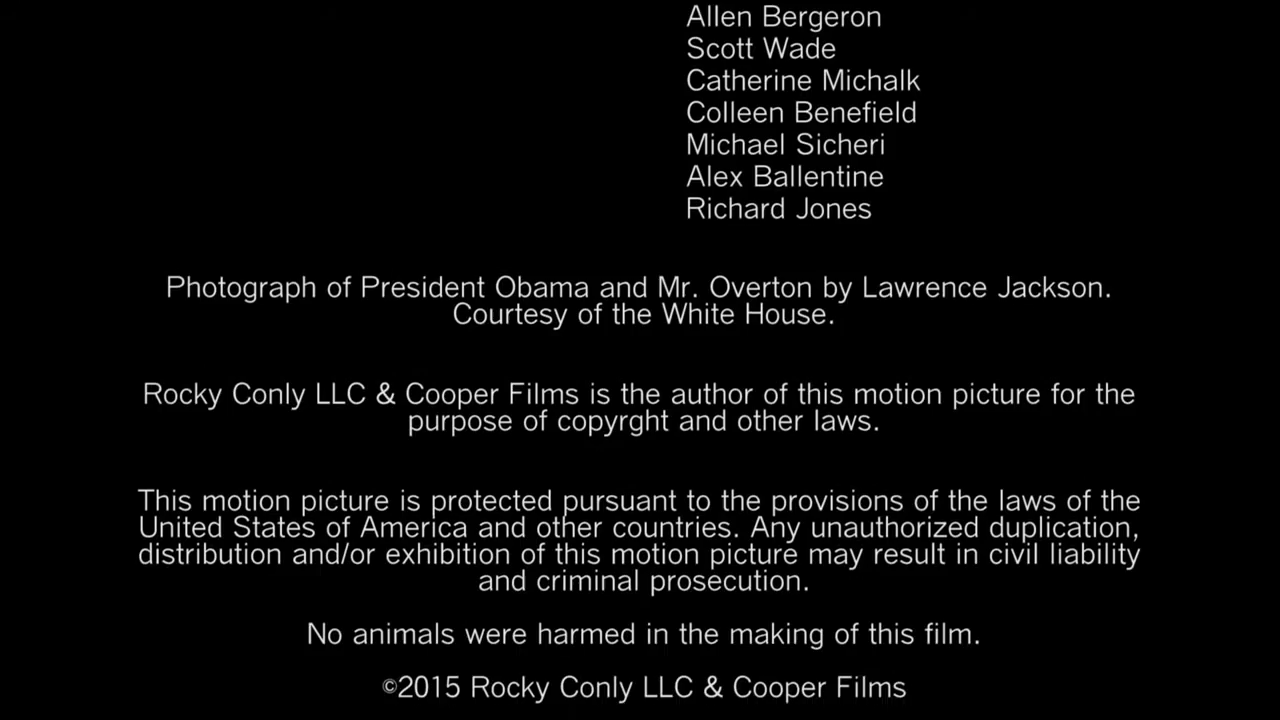 Allen Bergeron
Scott Wade
Catherine Michalk
Colleen Benefield
Michael Sicheri
Alex Ballentine
Richard Jones
Photograph of President Obama and Mr. Overton by Lawrence Jackson.
Courtesy of the White House.
Rocky Conly LLC & Cooper Films is the author of this motion picture for the
purpose of copyrght and other laws.
This motion picture is protected pursuant to the provisions of the laws of the
United States of America and other countries. Any unauthorized duplication,
distribution and/or exhibition of this motion picture may result in civil liability
and criminal prosecution.
No animals were harmed in the making of this film.
©2015 Rocky Conly LLC & Cooper Films